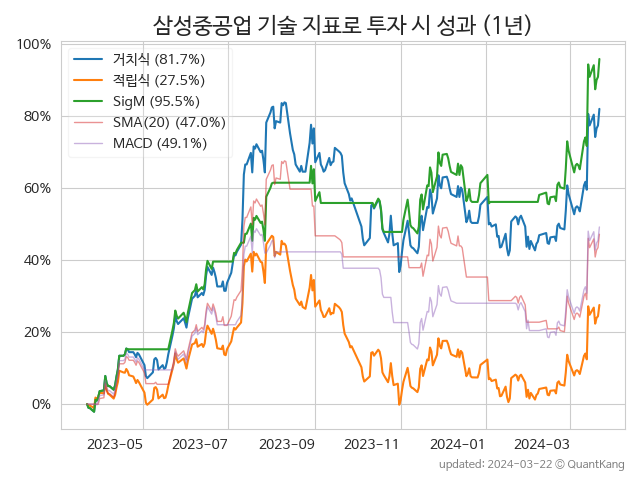 삼성중공업 기술 지표로 투자 시 성과 (1년)
100%
80%
60%
40%
20%
0%
거치식 (81.7%)
적립식 (27.5%)
SigM (95.5%)
SMA(20) (47.0%)
MACD (49.1%)
2023-05
2023-07
2023-09
2023-11
2024-01
2024-03
updated: 2024-03-22 © QuantKang